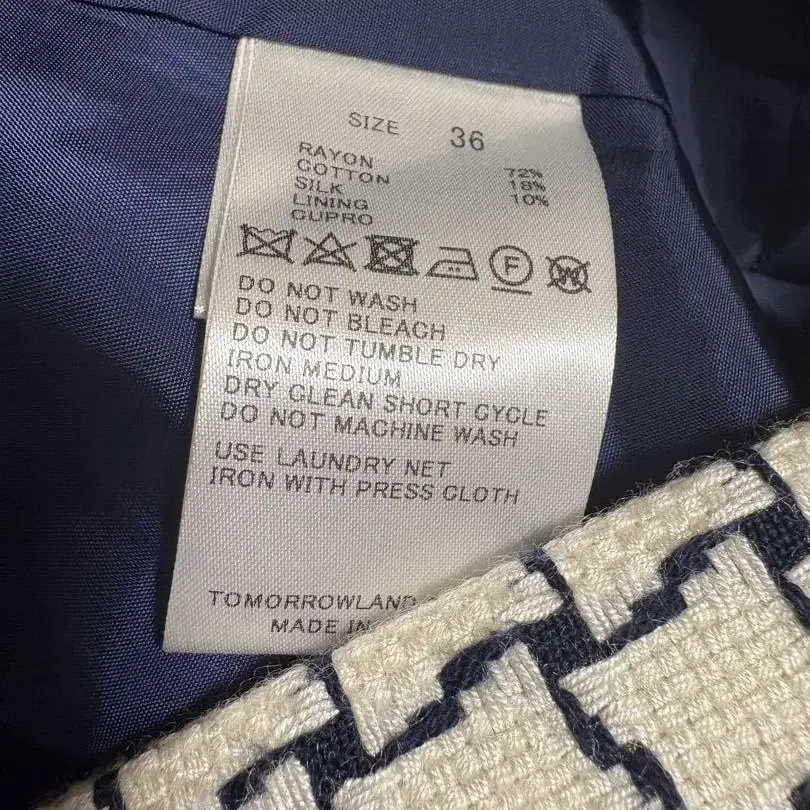 SIZE 36
RAYON 72%
COTTON 18%
SILK 10%
LINING
CUPRO
F
W
DO NOT WASH
DO NOT BLEACH
DO NOT TUMBLE DRY
IRON MEDIUM
DRY CLEAN SHORT CYCLE
DO NOT MACHINE WASH
USE LAUNDRY NET
IRON WITH PRESS CLOTH
TOMORROWLAND
MADE IN